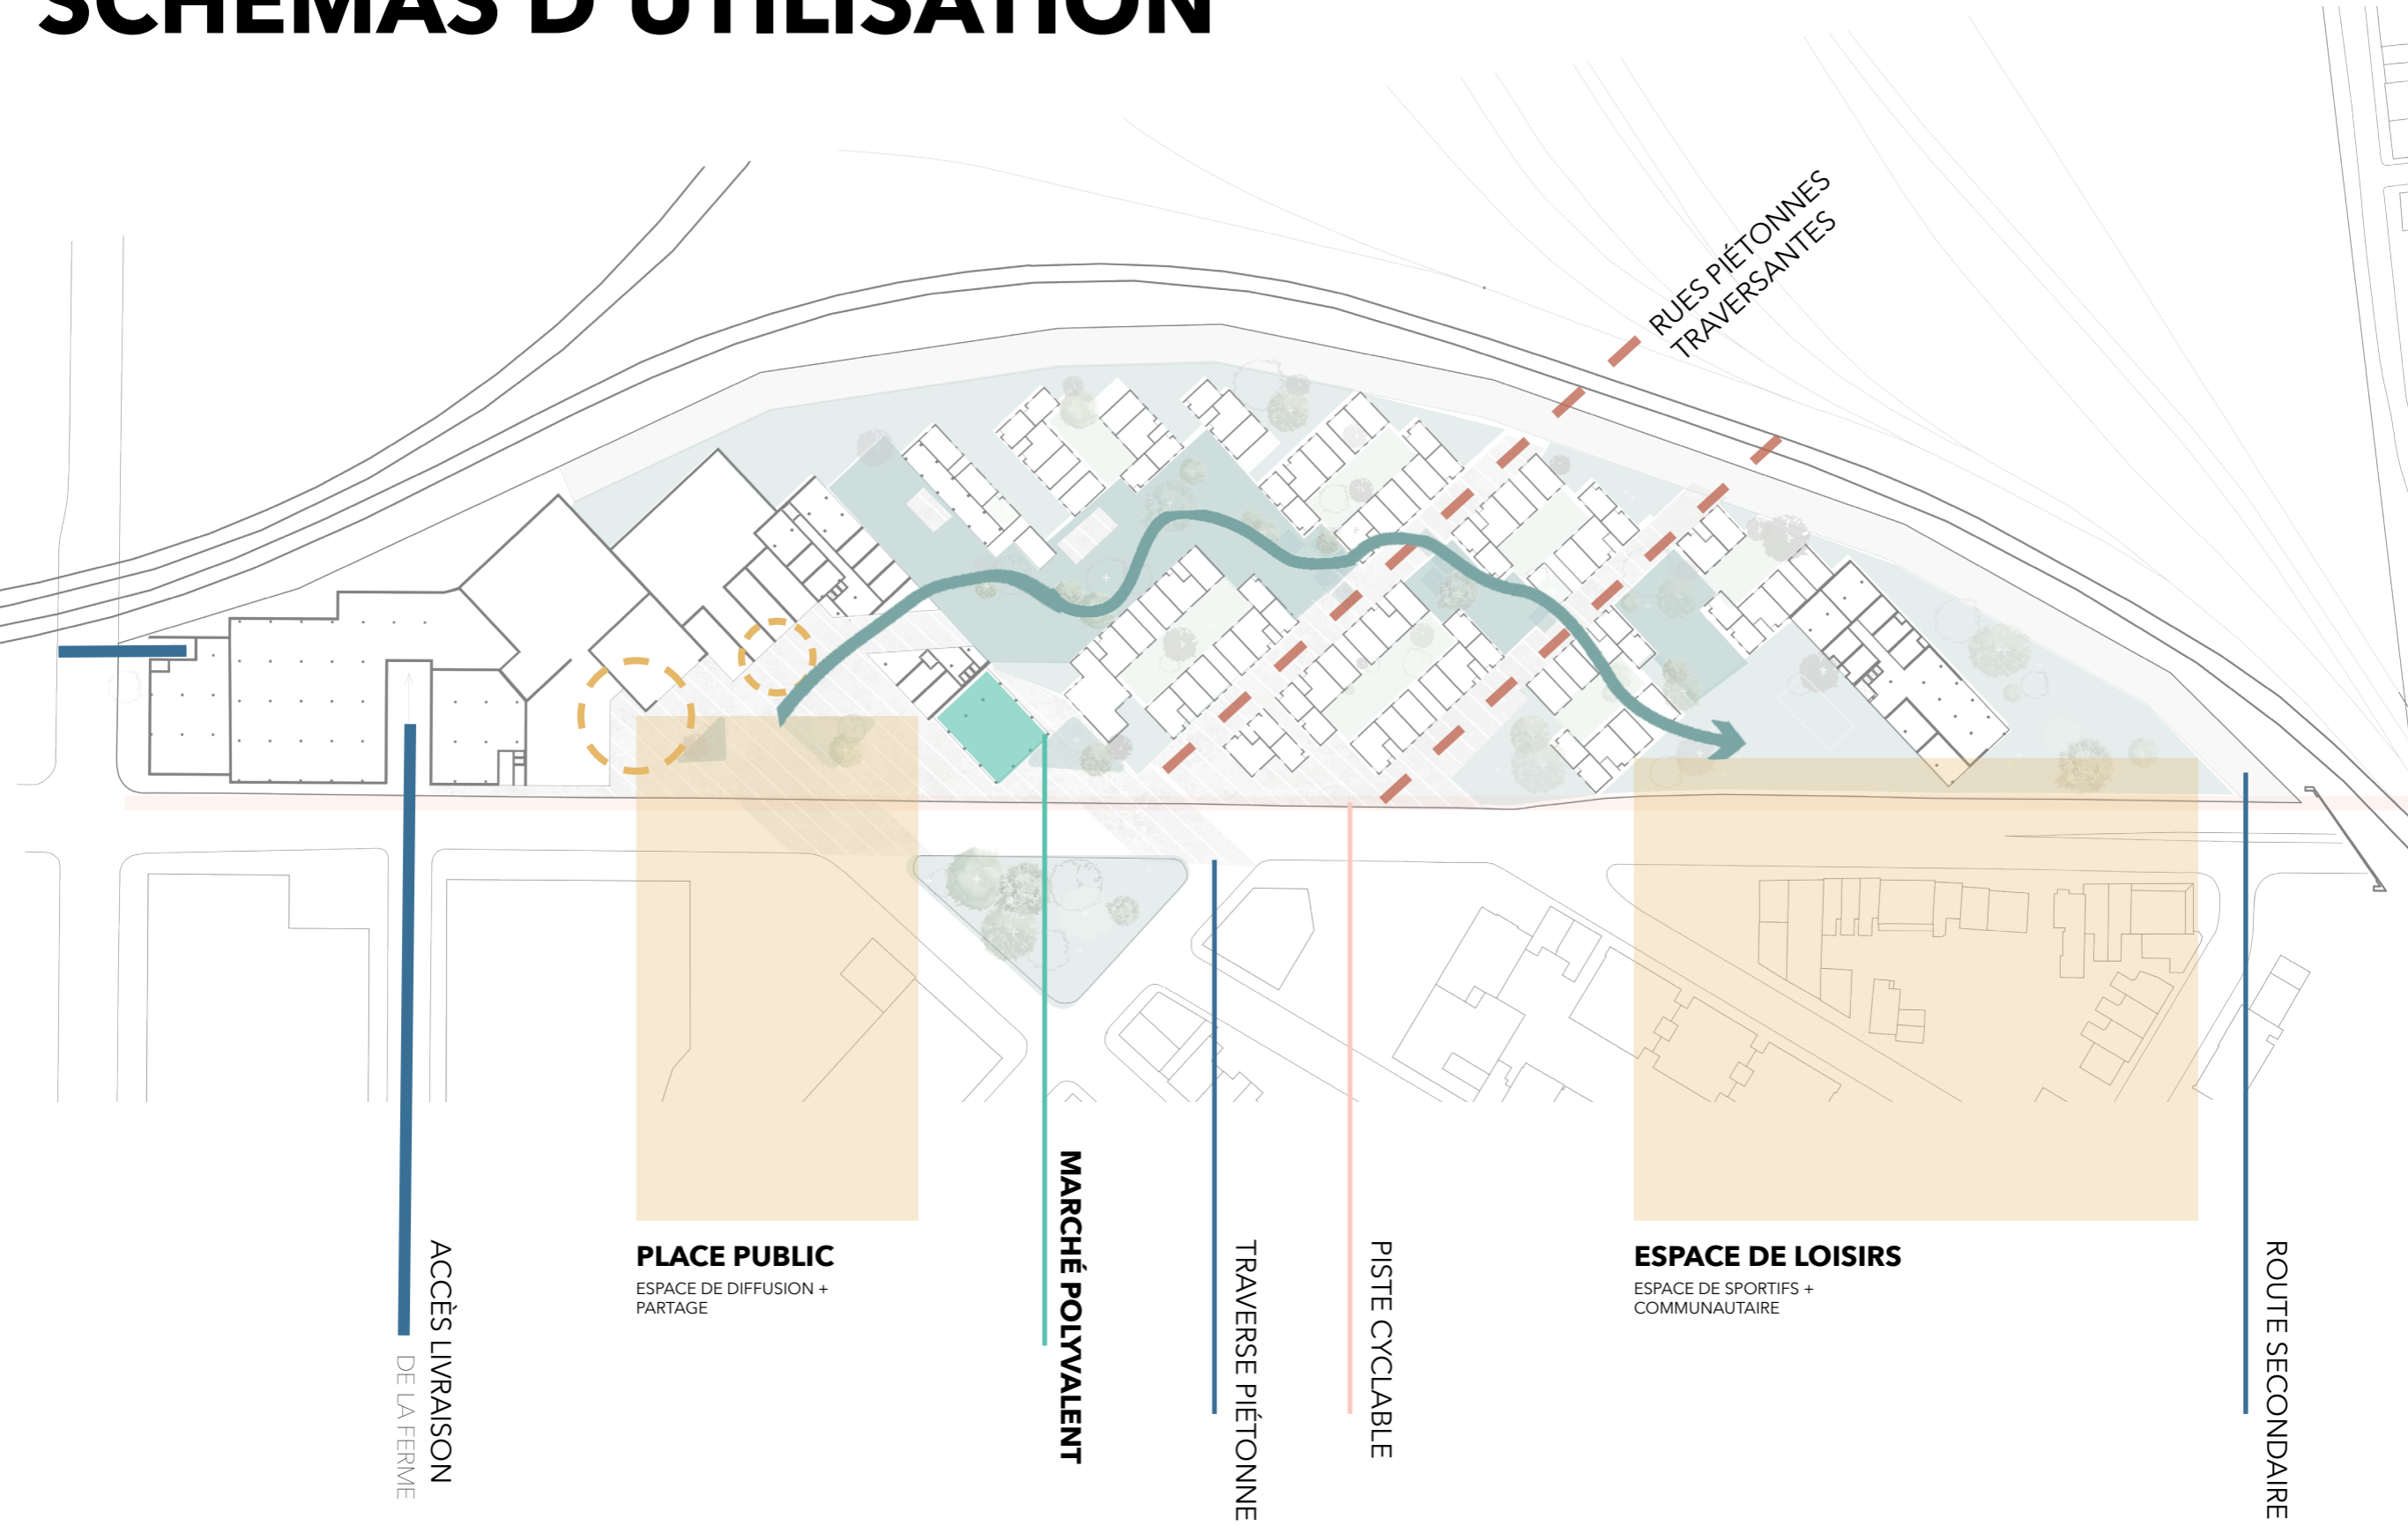 SCHÉMAS D'UTILISATION
RUES PIÉTONNES
TRAVERSANTES
ACCÈS LIVRAISON
DE LA FERME
PLACE PUBLIC
ESPACE DE DIFFUSION +
PARTAGE
MARCHÉ POLYVALENT
TRAVERSE PIÉTONNE
PISTE CYCLABLE
ESPACE DE LOISIRS
ESPACE DE SPORTIFS +
COMMUNAUTAIRE
ROUTE SECONDAIRE